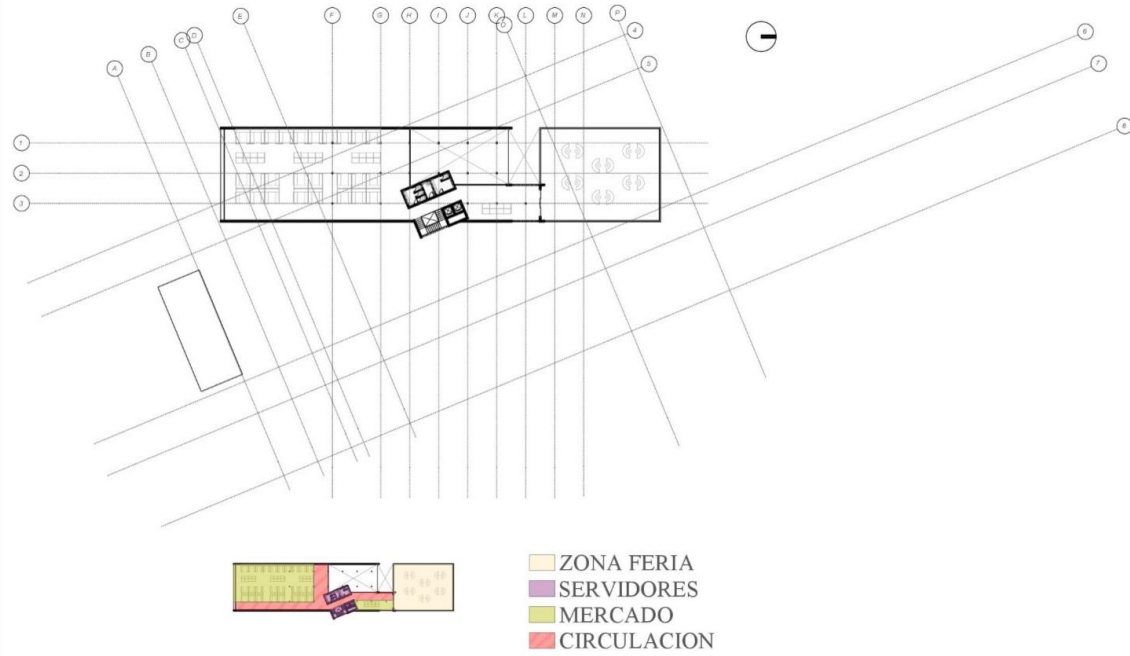 E F G H I J K L M N P
O
4
6
C D
B
5
7
A
8
1
2
3
ZONA FERIA
SERVIDORES
MERCADO
CIRCULACION